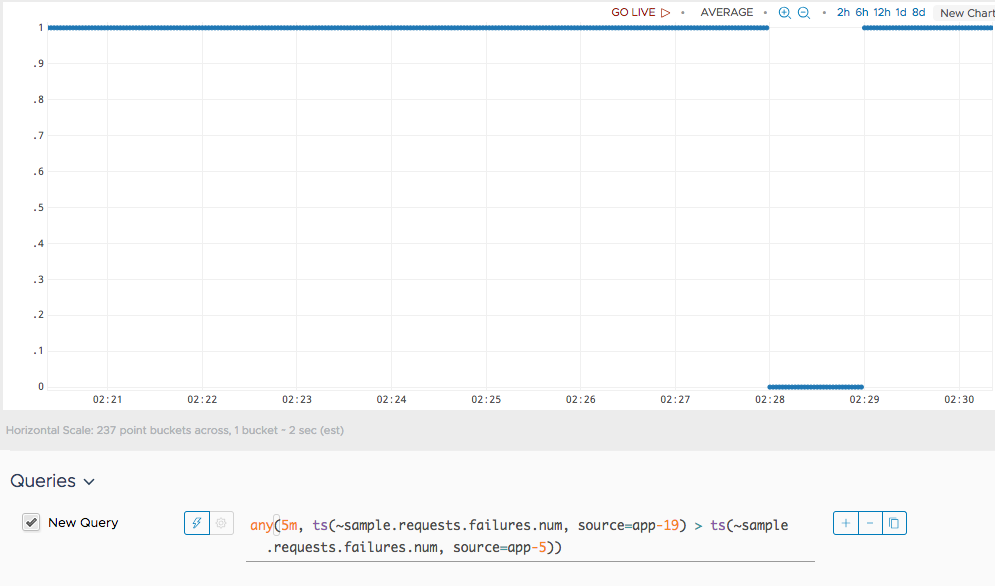 GO LIVE ▷ • AVERAGE • • 2h 6h 12h 1d 8d New Chart
1
.9
.8
.7
.6
.5
.4
.3
.2
.1
0
02:21 02:22 02:23 02:24 02:25 02:26 02:27 02:28 02:29 02:30
Horizontal Scale: 237 point buckets across, 1 bucket ~ 2 sec (est)
Queries
New Query
any(5m, ts(~sample.requests.failures.num, source=app-19) > ts(~sample
.requests.failures.num, source=app-5))